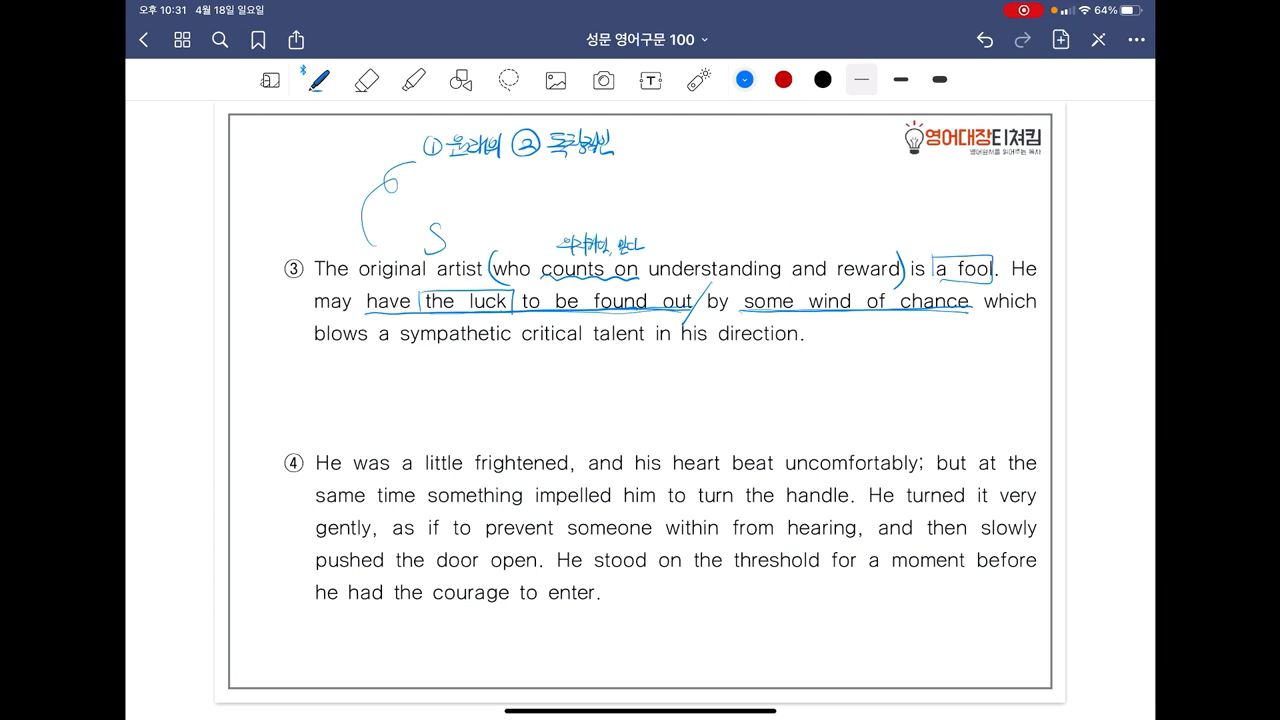 오후 10:31 4월 18일 일요일
64%
성문 영어구문 100
T
영어대장티쳐킴
① 원래의 ② 독창적인
S
의지하다, 믿다
③ The original artist (who counts on understanding and reward) is a fool. He
may have the luck to be found out / by some wind of chance which
blows a sympathetic critical talent in his direction.
④ He was a little frightened, and his heart beat uncomfortably; but at the
same time something impelled him to turn the handle. He turned it very
gently, as if to prevent someone within from hearing, and then slowly
pushed the door open. He stood on the threshold for a moment before
he had the courage to enter.